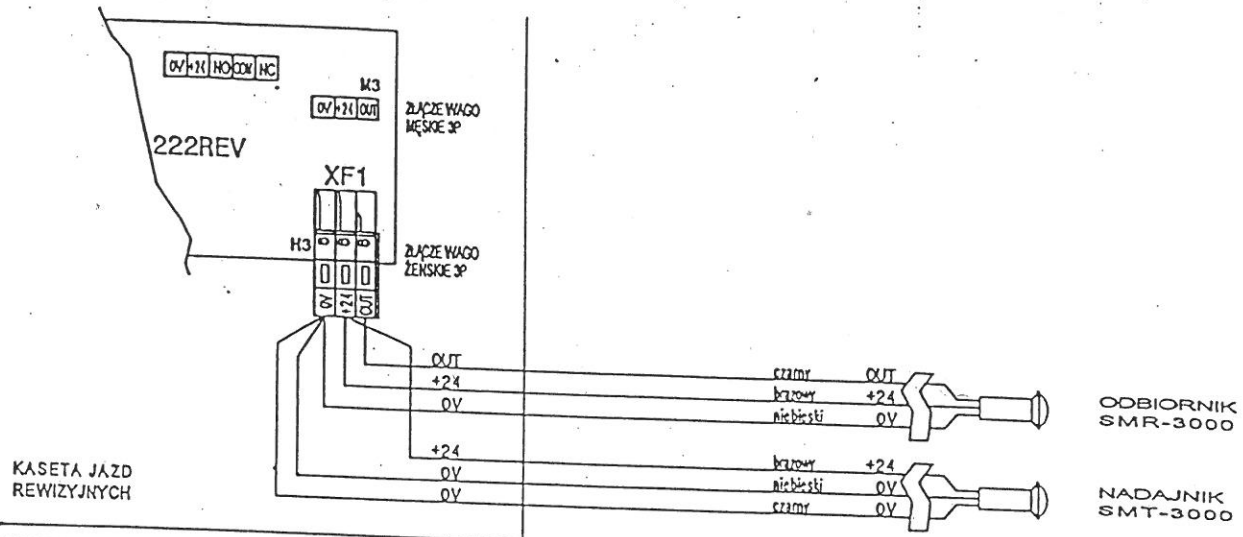 0V +24 NO COM NC
M3
0V +24 OUT
ZŁĄCZE WAGO
MĘSKIE 3P
222REV
XF1
H3
ZŁĄCZE WAGO
ŻEŃSKIE 3P
0V +24 OUT
OUT czarny OUT
+24 brązowy +24
0V niebieski 0V
ODBIORNIK
SMR-3000
+24 brązowy +24
0V niebieski 0V
0V czarny 0V
NADAJNIK
SMT-3000
KASETA JAZD
REWIZYJNYCH